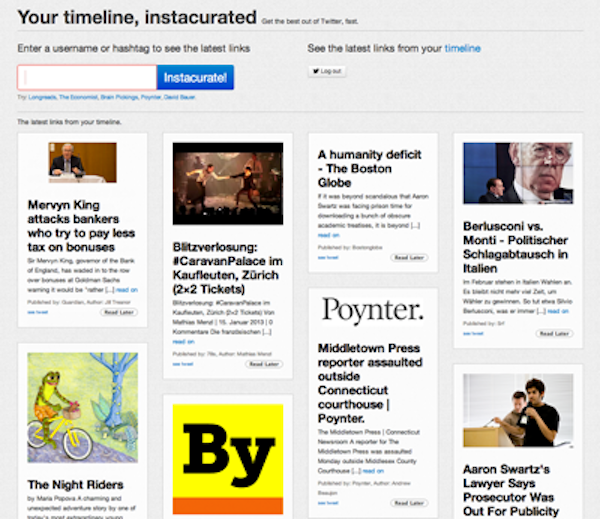 Your timeline, instacurated Get the best out of Twitter, fast.
Enter a username or hashtag to see the latest links
See the latest links from your timeline
Instacurate!
Log out
Try: Longreads, The Economist, Brain Pickings, Poynter, David Bauer.
The latest links from your timeline.
Mervyn King
attacks bankers
who try to pay less
tax on bonuses
Sir Mervyn King, governor of the Bank
of England, has waded in to the row
over bonuses at Goldman Sachs
warning it would be "rather [...] read on
Published by: Guardian, Author: Jill Treanor
see tweet
Read Later
The Night Riders
by Maria Popova A charming and
unexpected adventure story by one of
today's most extraordinary young
Blitzverlosung:
#CaravanPalace im
Kaufleuten, Zürich
(2×2 Tickets)
Blitzverlosung: #CaravanPalace im
Kaufleuten, Zürich (2×2 Tickets) Von
Mathias Menzl | 15. Januar 2013 | 0
Kommentare Die französischen [...]
read on
Published by: 78s, Author: Mathias Menzl
see tweet
Read Later
By
A humanity deficit
- The Boston
Globe
If it was beyond scandalous that Aaron
Swartz was facing prison time for
downloading a bunch of obscure
academic treatises, it is beyond [...]
read on
Published by: Bostonglobe
see tweet
Read Later
Poynter.
Middletown Press
reporter assaulted
outside
Connecticut
courthouse |
Poynter.
The Middletown Press | Connecticut
Newsroom A reporter for The
Middletown Press was assaulted
Monday outside Middlesex County
Courthouse [...] read on
Published by: Poynter, Author: Andrew
Beaujon
see tweet
Read Later
Berlusconi vs.
Monti - Politischer
Schlagabtausch in
Italien
Im Februar stehen in Italien Wahlen an.
Es bleibt nicht mehr viel Zeit, um
Wähler zu gewinnen. So tut etwa Silvio
Berlusconi, was er immer [...] read on
Published by: Srf
see tweet
Read Later
Aaron Swartz's
Lawyer Says
Prosecutor Was
Out For Publicity